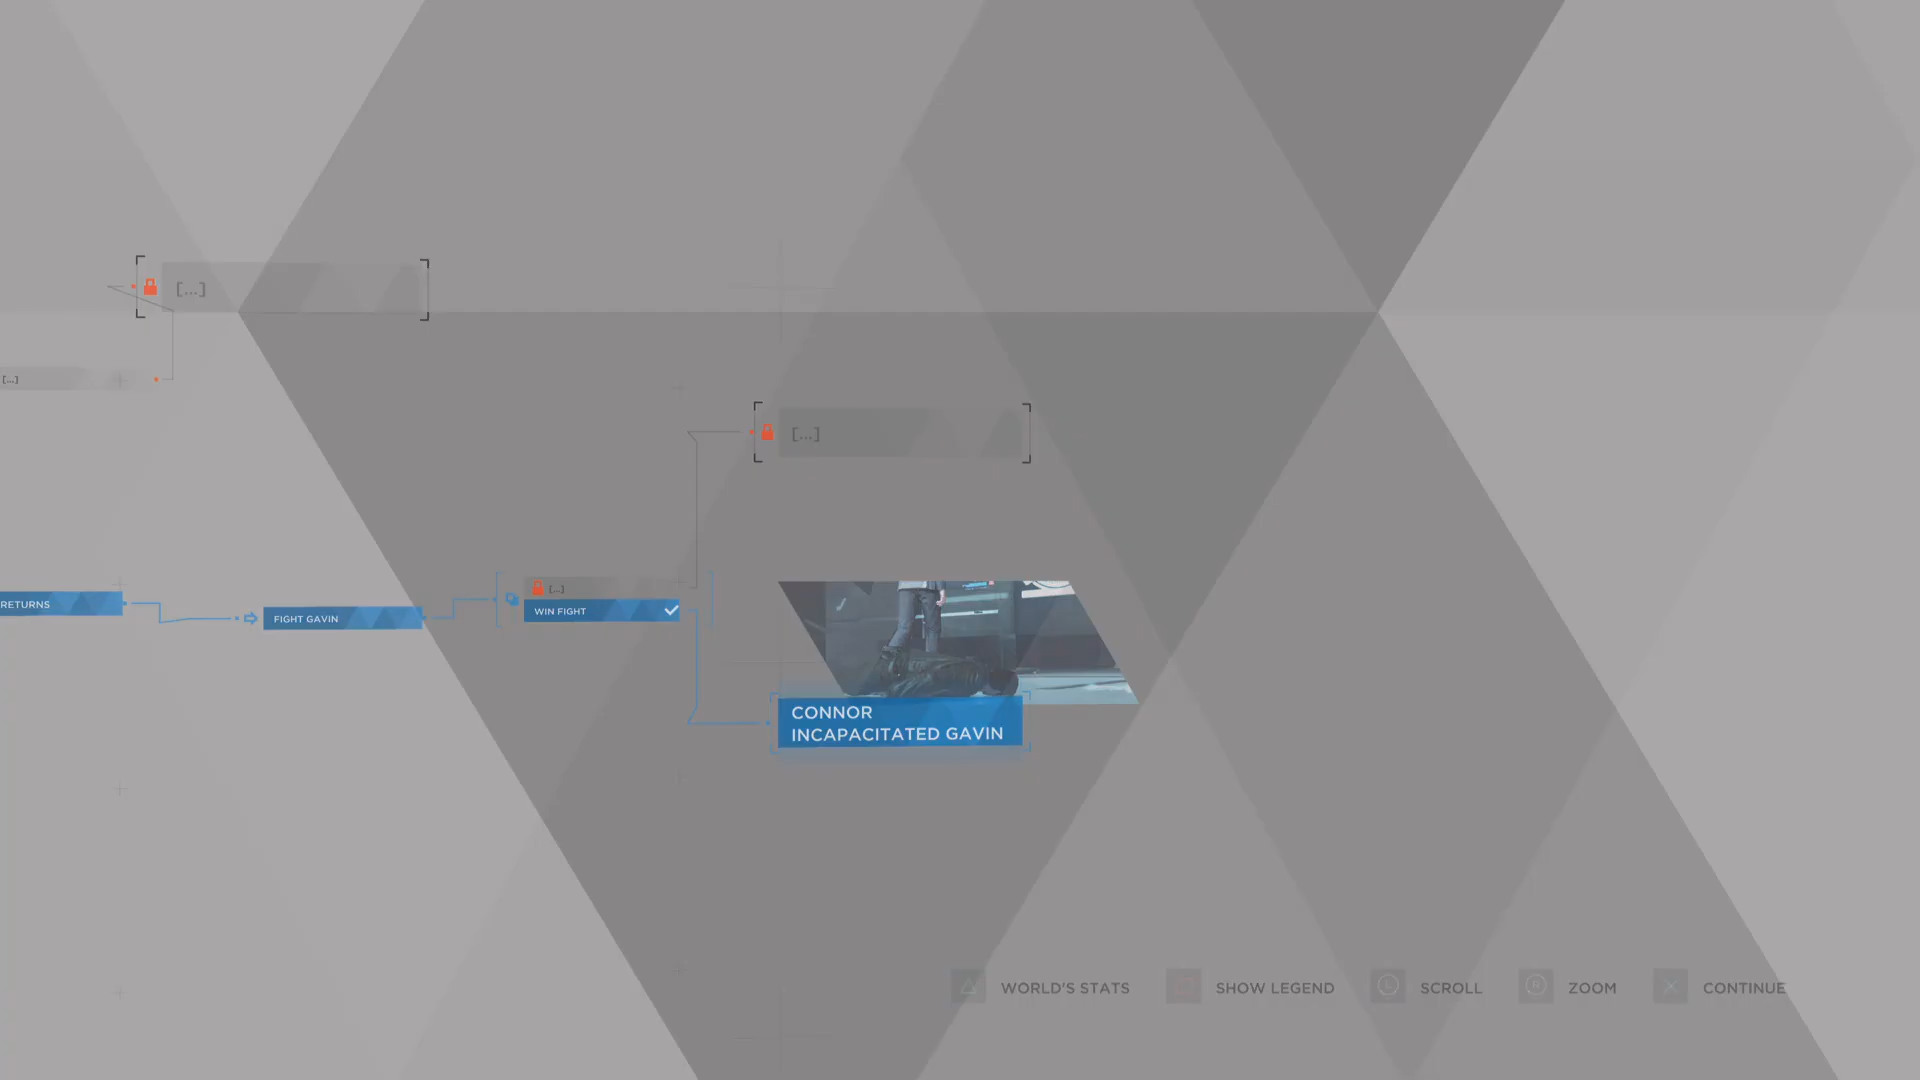 [...]
[...]
[...]
[...]
RETURNS
FIGHT GAVIN
WIN FIGHT
CONNOR
INCAPACITATED GAVIN
WORLD'S STATS
SHOW LEGEND
L
SCROLL
R
ZOOM
CONTINUE